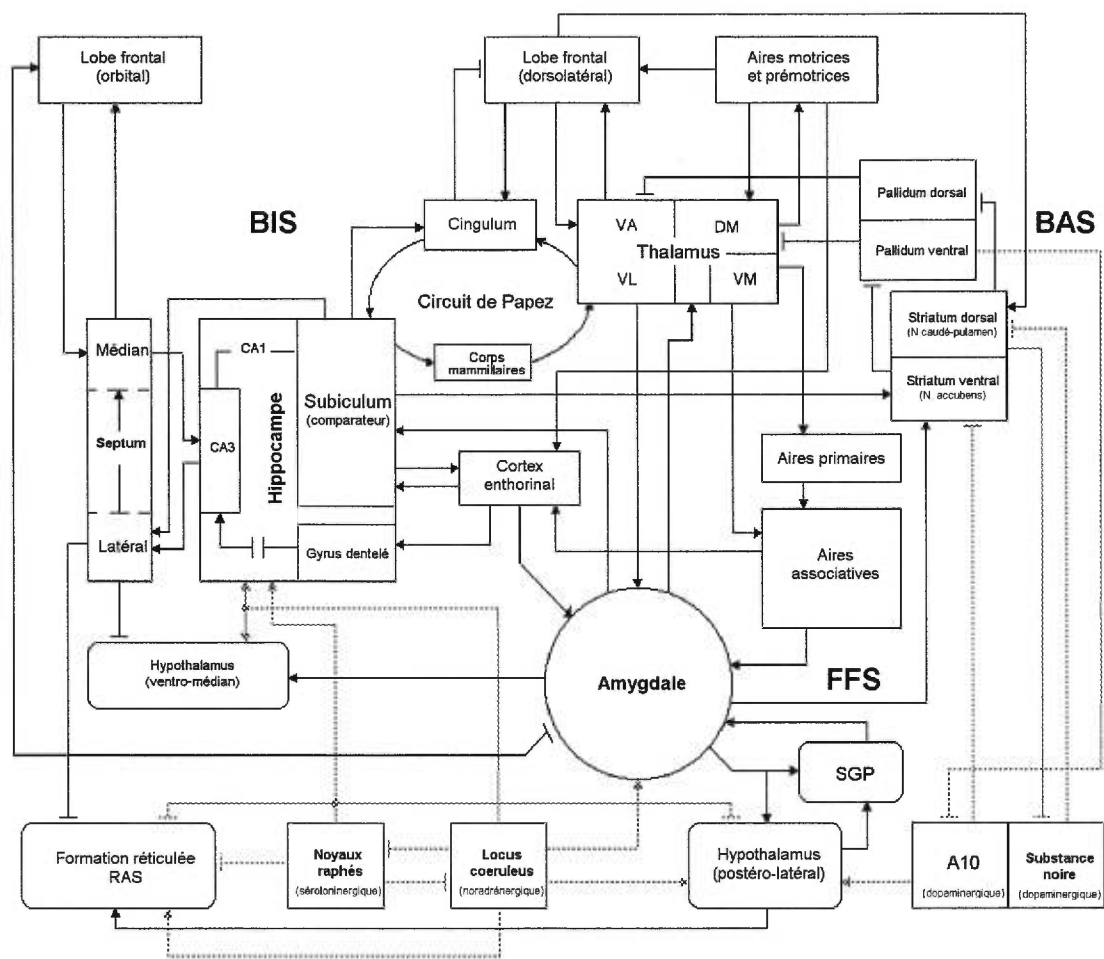 Lobe frontal
(orbital)
Lobe frontal
(dorsolatéral)
Aires motrices
et prémotrices
BIS
Cingulum
VA
DM
Thalamus
VL
VM
Pallidum dorsal
Pallidum ventral
BAS
Circuit de Papez
Corps
mammillaires
Striatum dorsal
(N caudé-putamen)
Striatum ventral
(N. accubens)
Médian
Septum
Latéral
CA1
CA3
Hippocampe
Subiculum
(comparateur)
Gyrus dentelé
Cortex
enthorinal
Aires primaires
Aires
associatives
Hypothalamus
(ventro-médian)
Amygdale
FFS
SGP
Formation réticulée
RAS
Noyaux
raphés
(séroloninergique)
Locus
coeruleus
(noradrénergique)
Hypothalamus
(postéro-latéral)
A10
(dopaminergique)
Substance
noire
(dopaminergique)